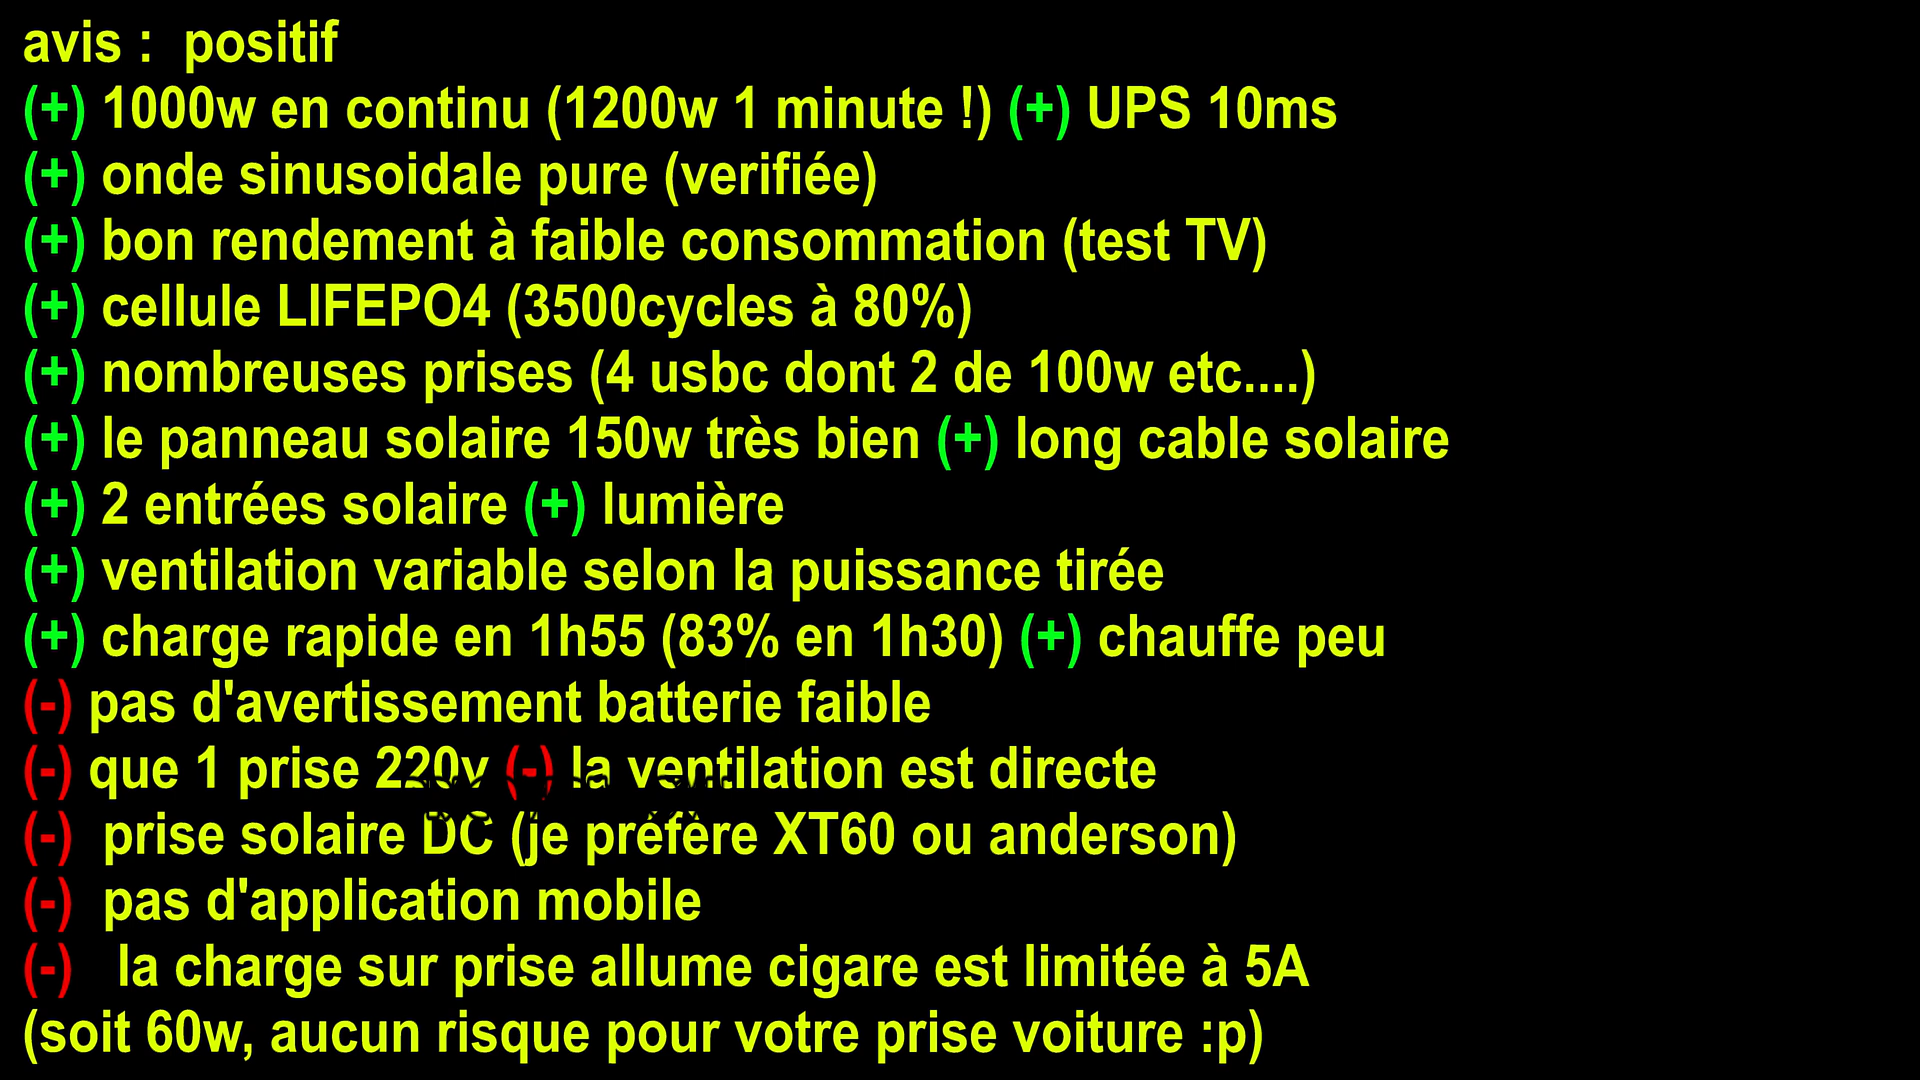 avis :  positif
(+) 1000w en continu (1200w 1 minute !) (+) UPS 10ms
(+) onde sinusoidale pure (verifiée)
(+) bon rendement à faible consommation (test TV)
(+) cellule LIFEPO4 (3500cycles à 80%)
(+) nombreuses prises (4 usbc dont 2 de 100w etc....)
(+) le panneau solaire 150w très bien (+) long cable solaire
(+) 2 entrées solaire (+) lumière
(+) ventilation variable selon la puissance tirée
(+) charge rapide en 1h55 (83% en 1h30) (+) chauffe peu
(-) pas d'avertissement batterie faible
(-) que 1 prise 220v (-) la ventilation est directe
(-)  prise solaire DC (je préfère XT60 ou anderson)
(-)  pas d'application mobile
(-)   la charge sur prise allume cigare est limitée à 5A
(soit 60w, aucun risque pour votre prise voiture :p)